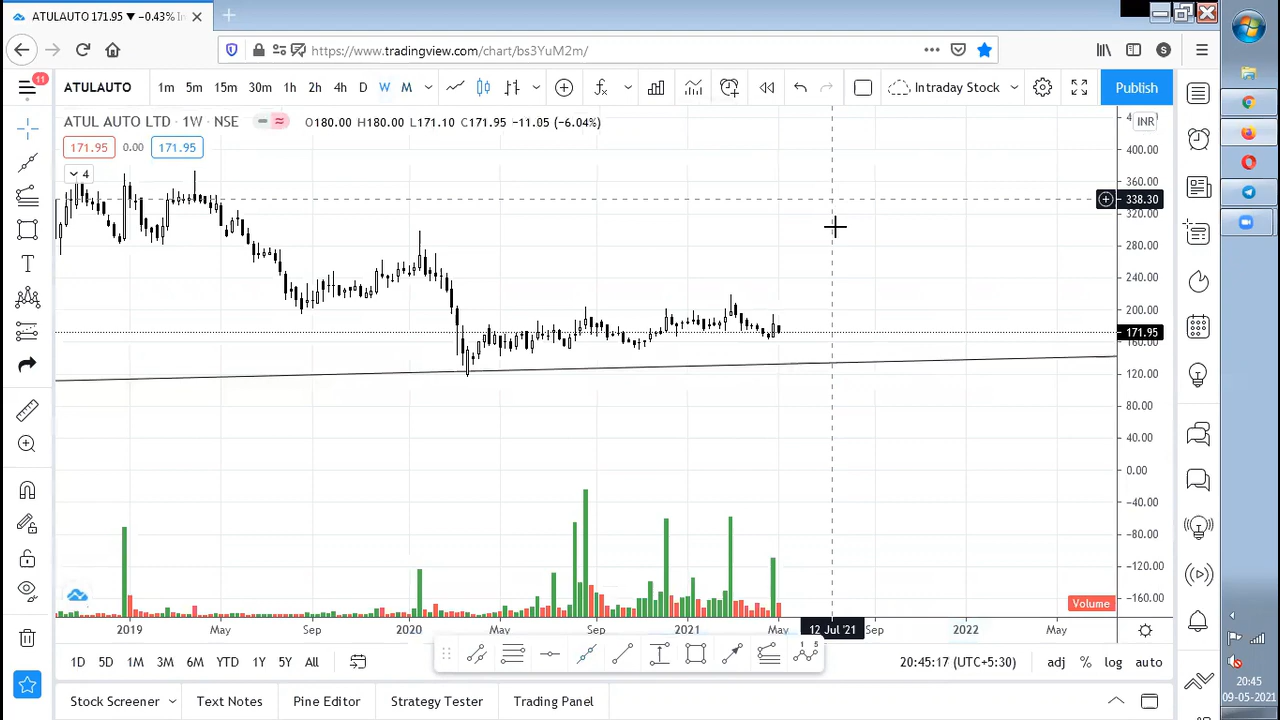 ATULAUTO 171.95 ▼ −0.43%
https://www.tradingview.com/chart/bs3YuM2m/
S
11
ATULAUTO
1m 5m 15m 30m 1h 2h 4h D W M
Intraday Stock
Publish
ATUL AUTO LTD · 1W · NSE
O180.00 H180.00 L171.10 C171.95 −11.05 (−6.04%)
INR
171.95 0.00 171.95
4
400.00
360.00
338.30
320.00
280.00
240.00
200.00
171.95
160.00
120.00
80.00
40.00
0.00
−40.00
−80.00
−120.00
−160.00
Volume
2019 May Sep 2020 May Sep 2021 May 12 Jul '21 Sep 2022 May
1D 5D 1M 3M 6M YTD 1Y 5Y All
20:45:17 (UTC+5:30) adj % log auto
Stock Screener Text Notes Pine Editor Strategy Tester Trading Panel
20:45
09-05-2021